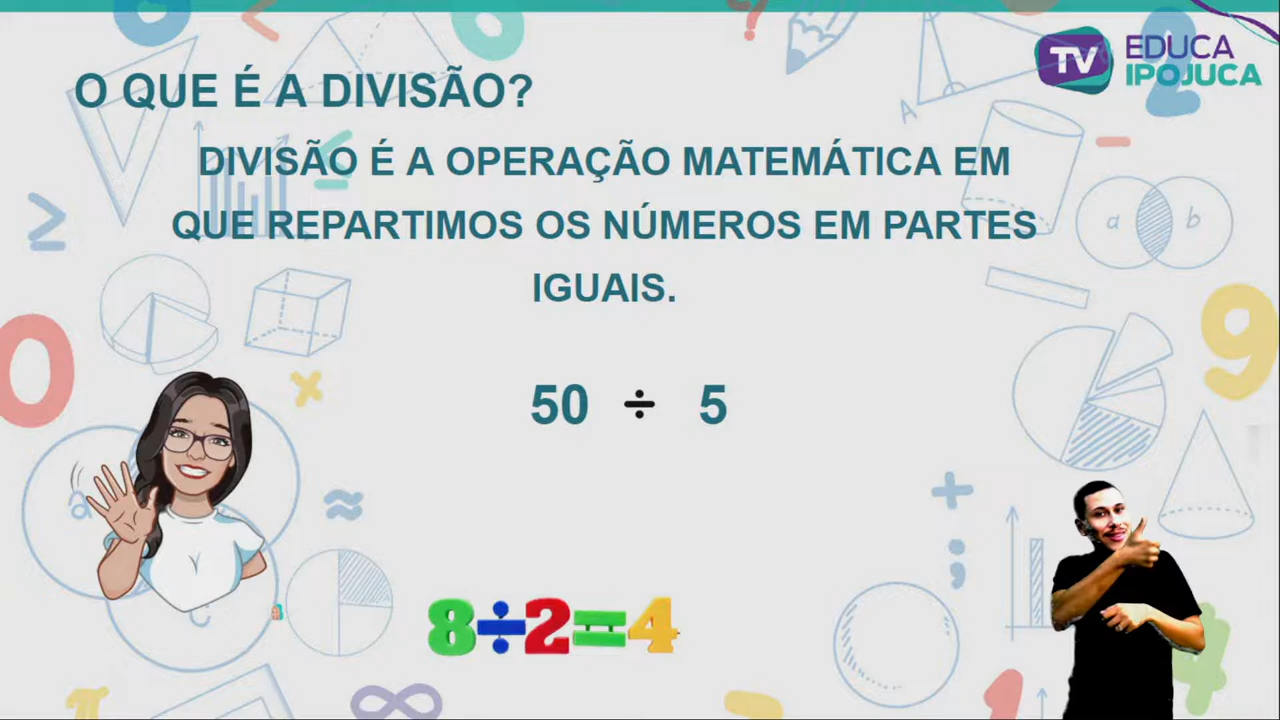 TV EDUCA
IPOJUCA
O QUE É A DIVISÃO?
DIVISÃO É A OPERAÇÃO MATEMÁTICA EM
QUE REPARTIMOS OS NÚMEROS EM PARTES
IGUAIS.
50 ÷ 5
8÷2=4